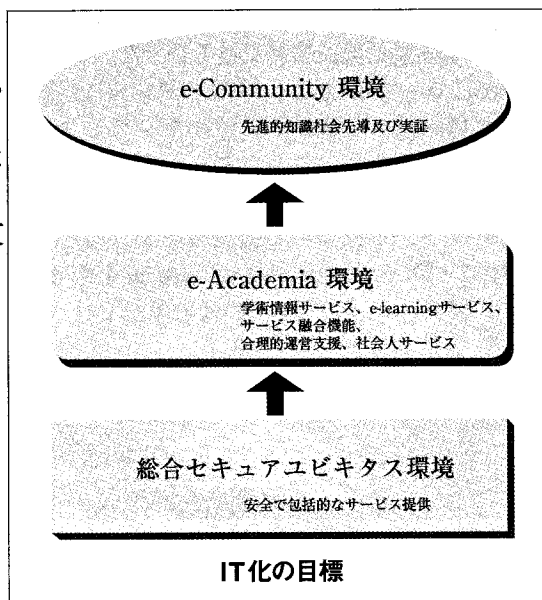 e-Community 環境
先進的知識社会先導及び実証
e-Academia 環境
学術情報サービス、e-learningサービス、
サービス融合機能、
合理的運営支援、社会人サービス
総合セキュアユビキタス環境
安全で包括的なサービス提供
IT化の目標